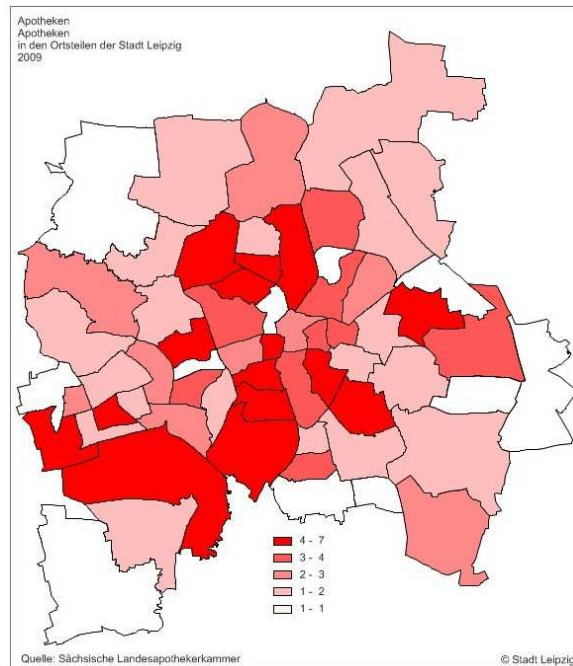 Apotheken
Apotheken
in den Ortsteilen der Stadt Leipzig
2009
4 - 7
3 - 4
2 - 3
1 - 2
1 - 1
Quelle: Sächsische Landesapothekerkammer
© Stadt Leipzig